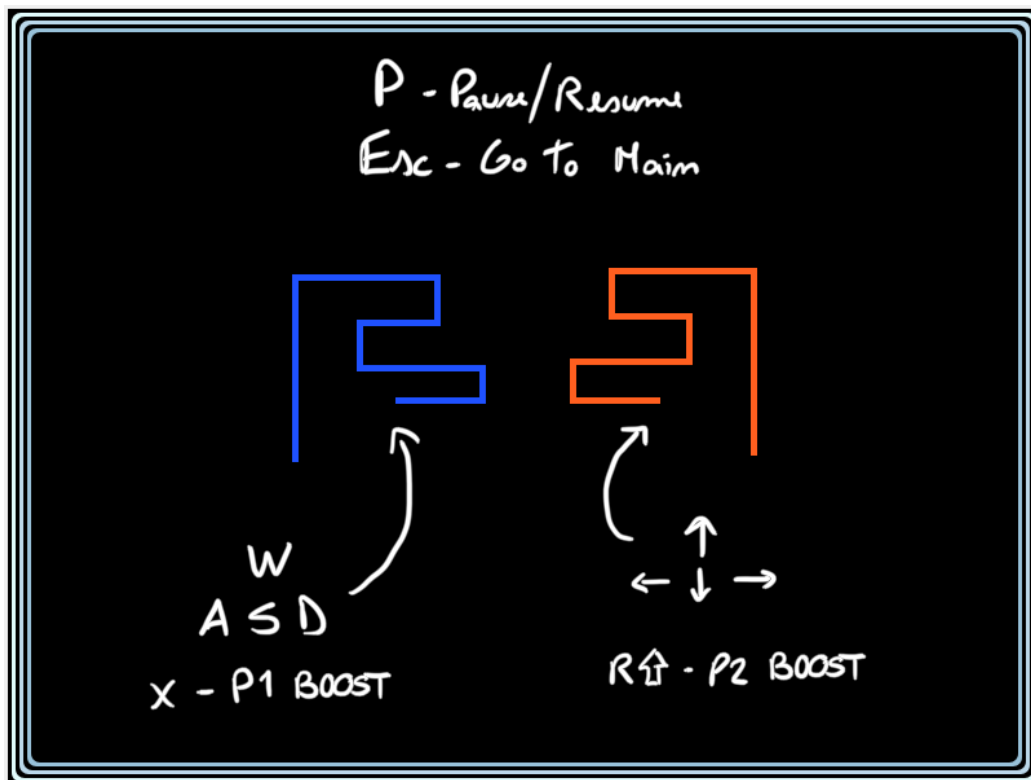 P - Pause/Resume
Esc - Go To Main
W
A S D
X - P1 BOOST
↑
← ↓ →
R⇧ - P2 BOOST